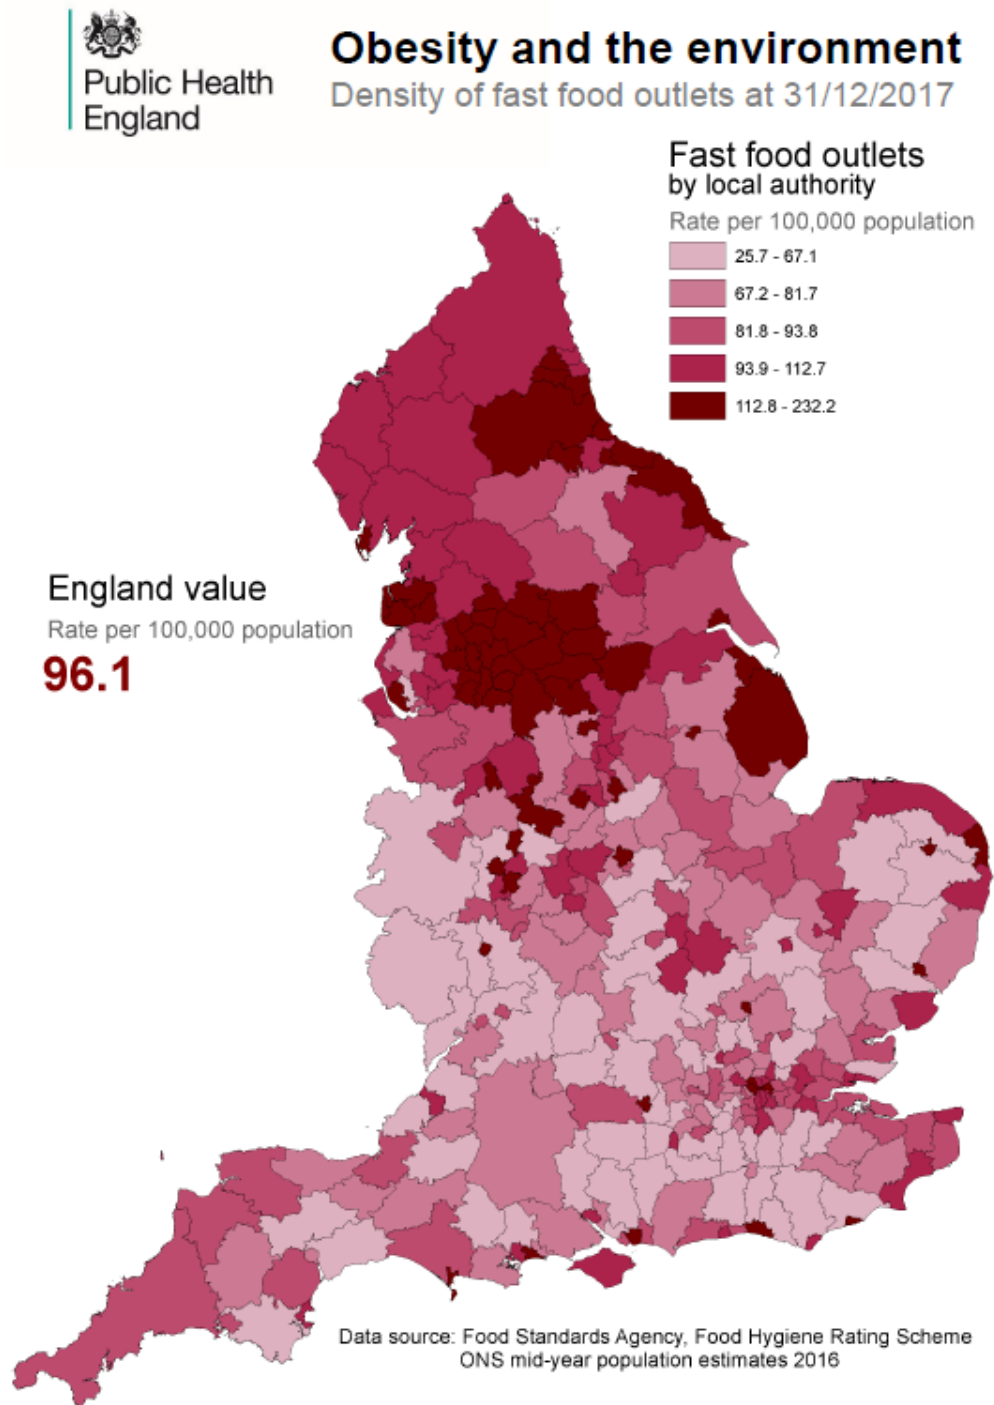 Public Health
England
Obesity and the environment
Density of fast food outlets at 31/12/2017
Fast food outlets
by local authority
Rate per 100,000 population
25.7 - 67.1
67.2 - 81.7
81.8 - 93.8
93.9 - 112.7
112.8 - 232.2
England value
Rate per 100,000 population
96.1
Data source: Food Standards Agency, Food Hygiene Rating Scheme
ONS mid-year population estimates 2016